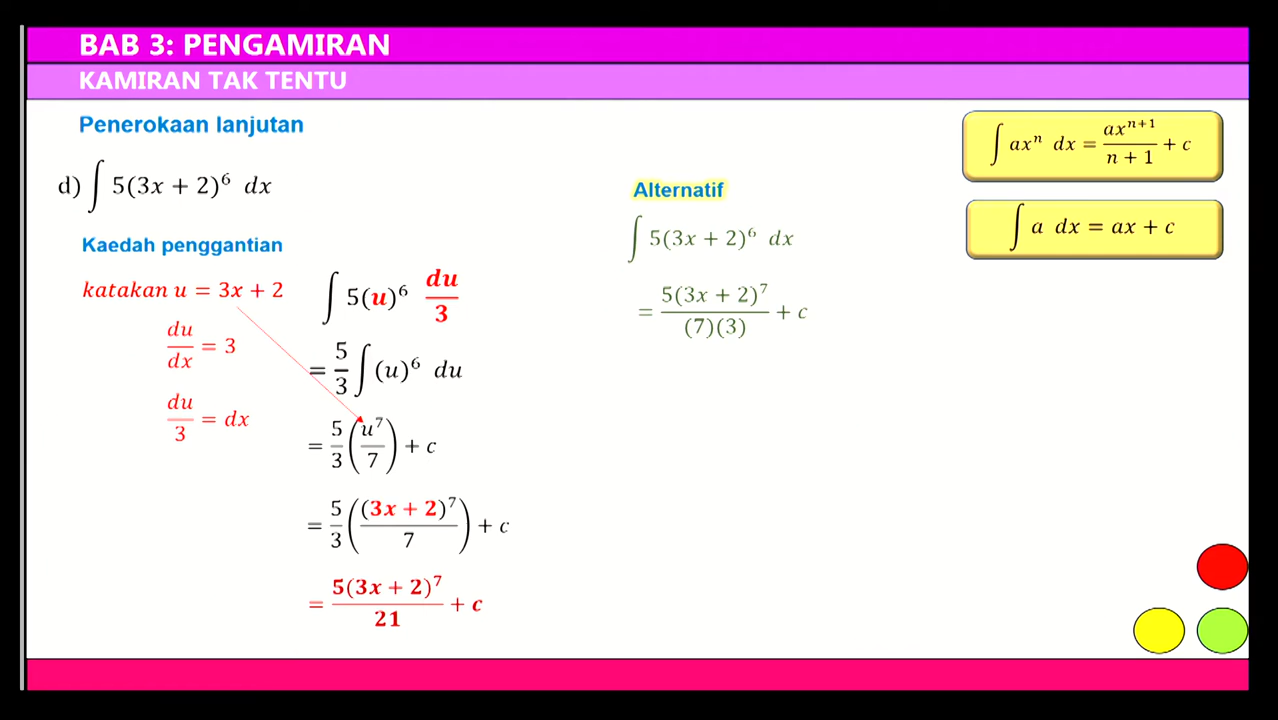 BAB 3: PENGAMIRAN
KAMIRAN TAK TENTU
Penerokaan lanjutan
d) ∫ 5(3x + 2)⁶ dx
Kaedah penggantian
katakan u = 3x + 2
du/dx = 3
du/3 = dx
∫ 5(u)⁶ du/3
= 5/3 ∫ (u)⁶ du
= 5/3 (u⁷/7) + c
= 5/3 ((3x + 2)⁷/7) + c
= 5(3x + 2)⁷/21 + c
Alternatif
∫ 5(3x + 2)⁶ dx
= 5(3x + 2)⁷/(7)(3) + c
∫ axⁿ dx = axⁿ⁺¹/n + 1 + c
∫ a dx = ax + c